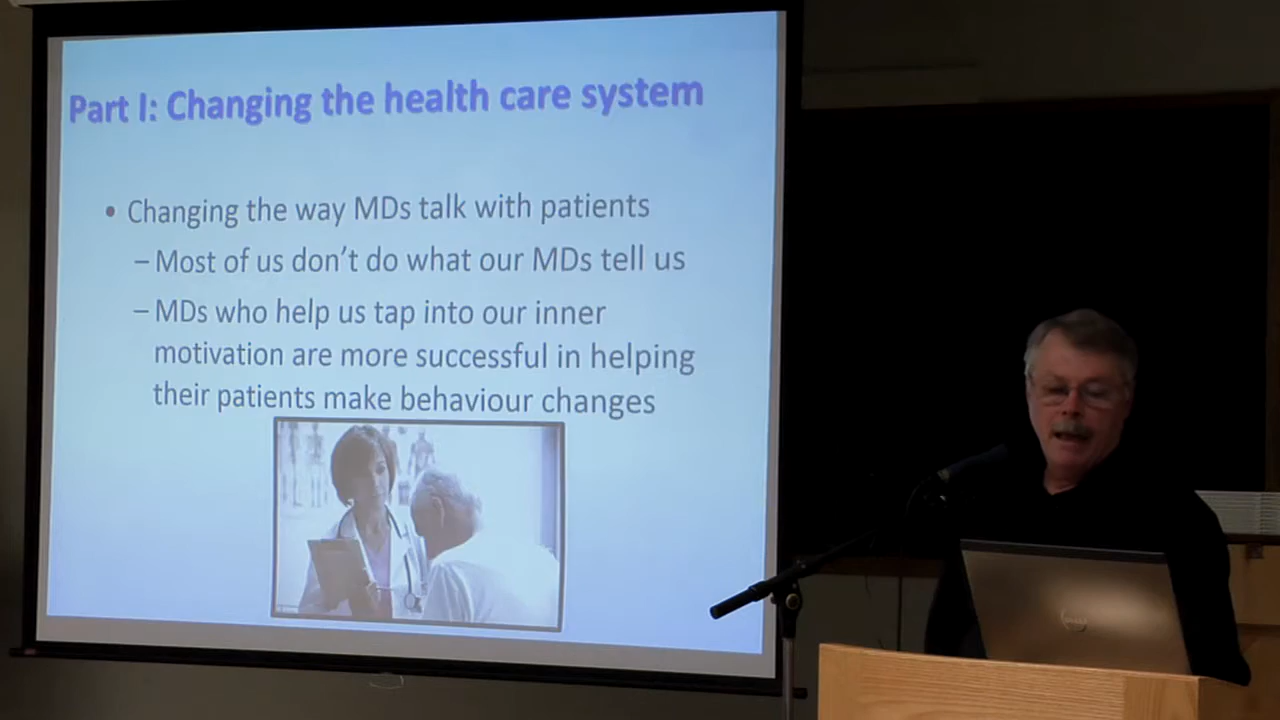 Part I: Changing the health care system
• Changing the way MDs talk with patients
– Most of us don't do what our MDs tell us
– MDs who help us tap into our inner
motivation are more successful in helping
their patients make behaviour changes